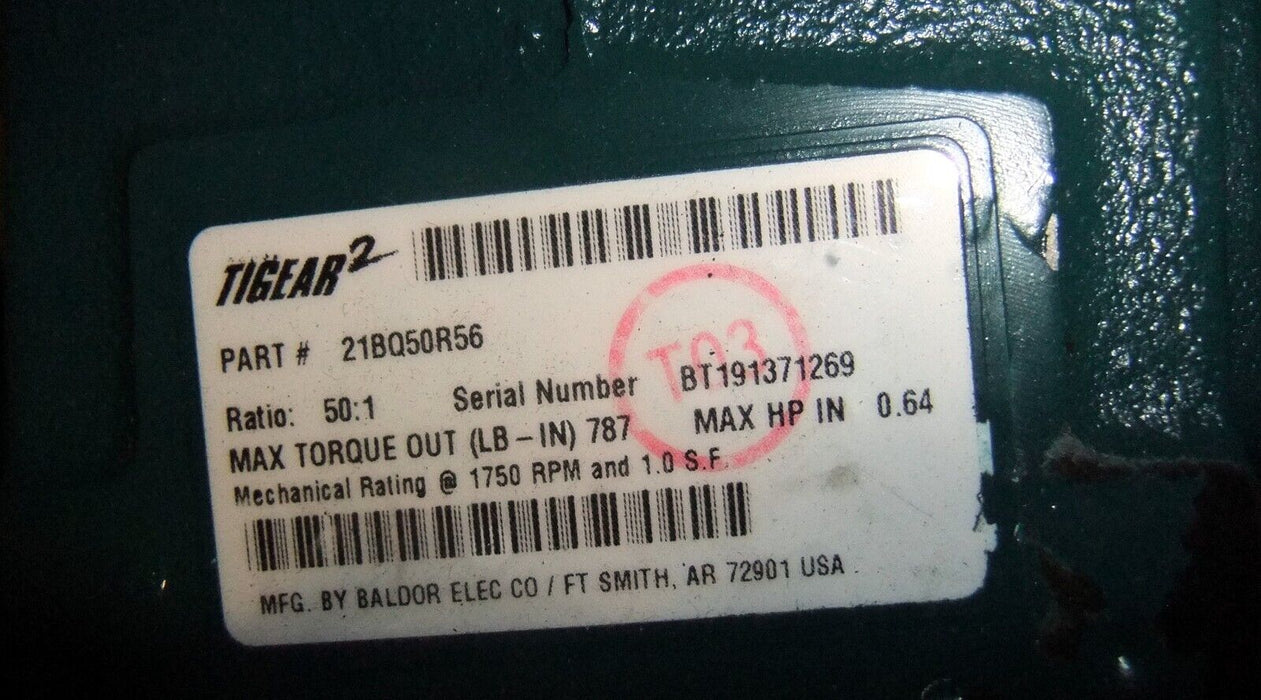 TIGEAR2
PART # 21BQ50R56
T03
Ratio: 50:1 Serial Number BT191371269
MAX TORQUE OUT (LB-IN) 787 MAX HP IN 0.64
Mechanical Rating @ 1750 RPM and 1.0 S.F.
MFG. BY BALDOR ELEC CO / FT SMITH, AR 72901 USA